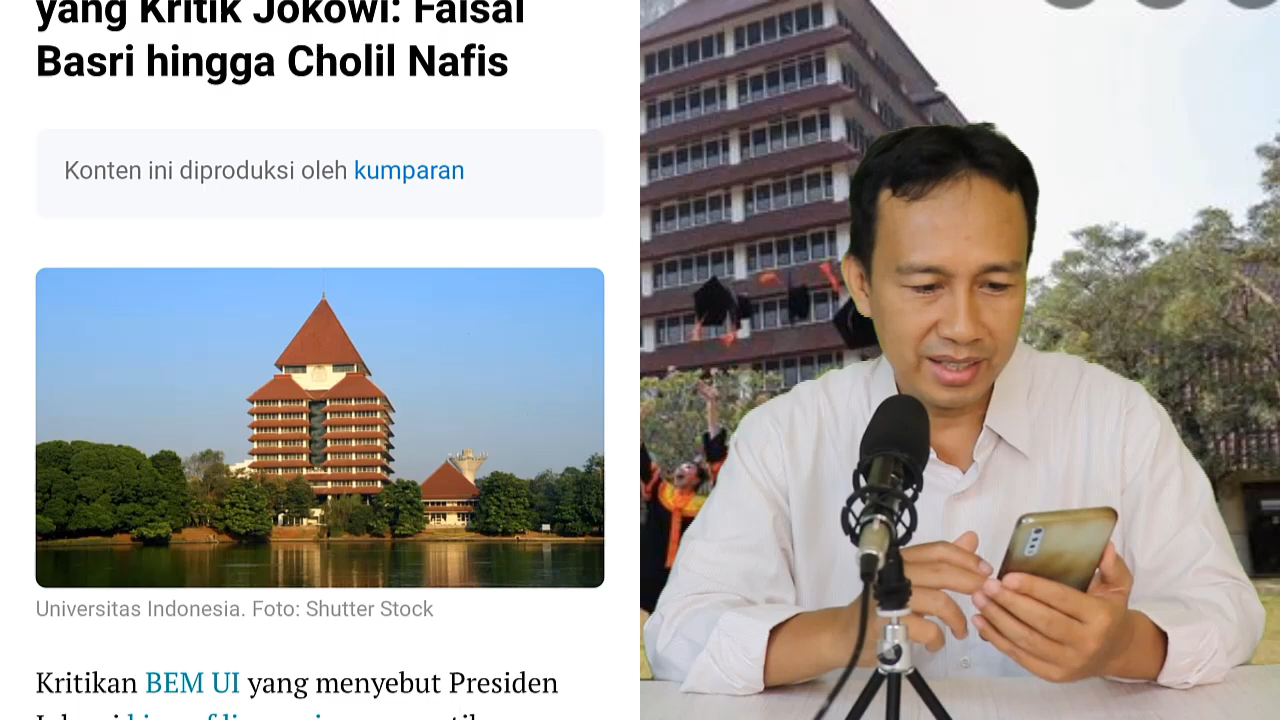 yang Kritik Jokowi: Faisal
Basri hingga Cholil Nafis
Konten ini diproduksi oleh kumparan
Universitas Indonesia. Foto: Shutter Stock
Kritikan BEM UI yang menyebut Presiden